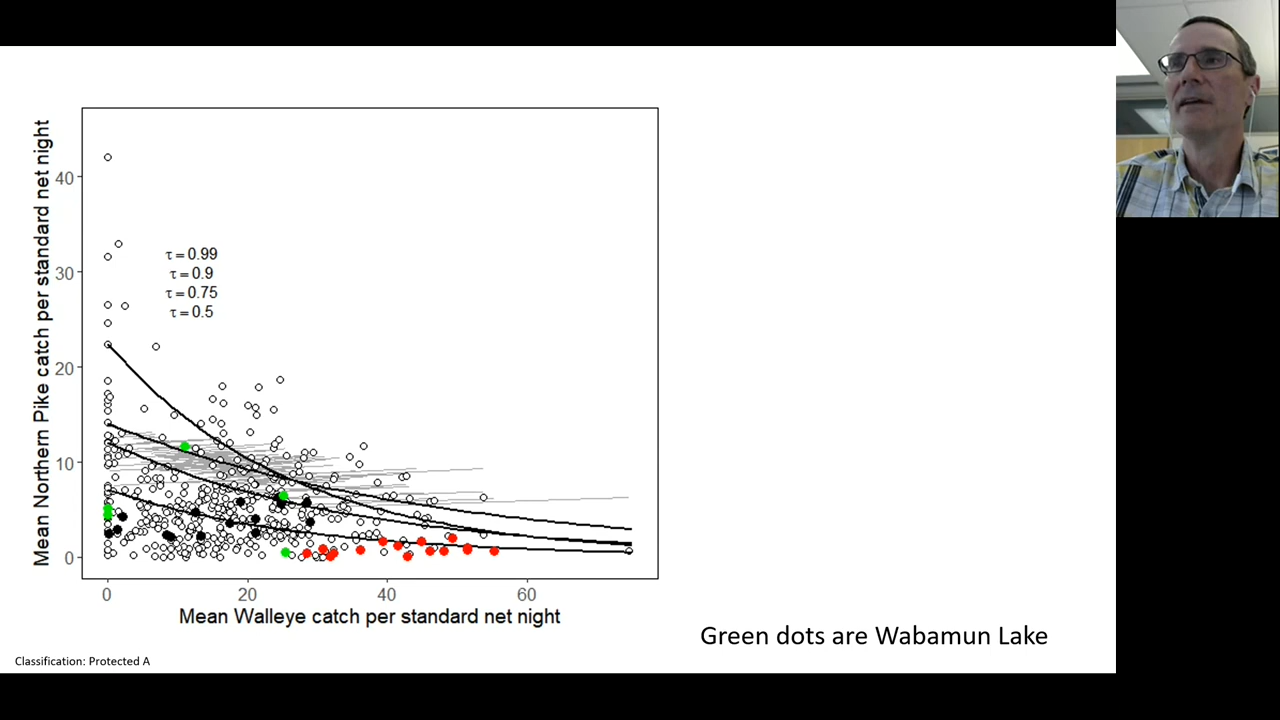 Mean Northern Pike catch per standard net night
40
30
20
10
0
τ = 0.99
τ = 0.9
τ = 0.75
τ = 0.5
0 20 40 60
Mean Walleye catch per standard net night
Green dots are Wabamun Lake
Classification: Protected A